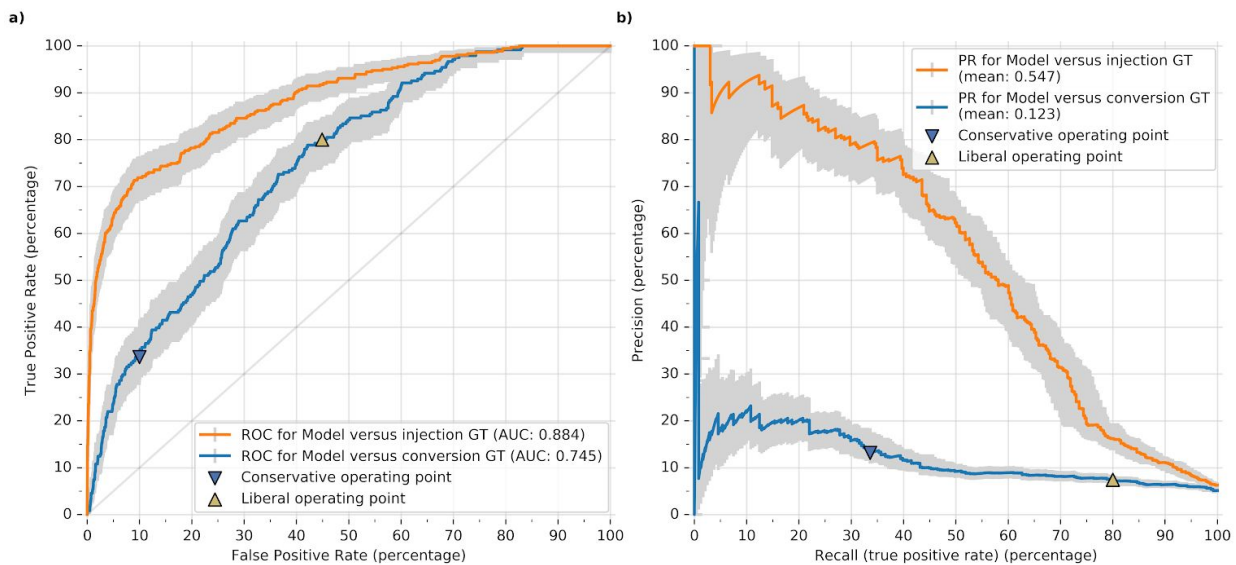 a)
100
90
80
70
60
50
40
30
20
10
0
True Positive Rate (percentage)
ROC for Model versus injection GT (AUC: 0.884)
ROC for Model versus conversion GT (AUC: 0.745)
Conservative operating point
Liberal operating point
0 10 20 30 40 50 60 70 80 90 100
False Positive Rate (percentage)
b)
100
90
80
70
60
50
40
30
20
10
0
Precision (percentage)
PR for Model versus injection GT
(mean: 0.547)
PR for Model versus conversion GT
(mean: 0.123)
Conservative operating point
Liberal operating point
0 10 20 30 40 50 60 70 80 90 100
Recall (true positive rate) (percentage)